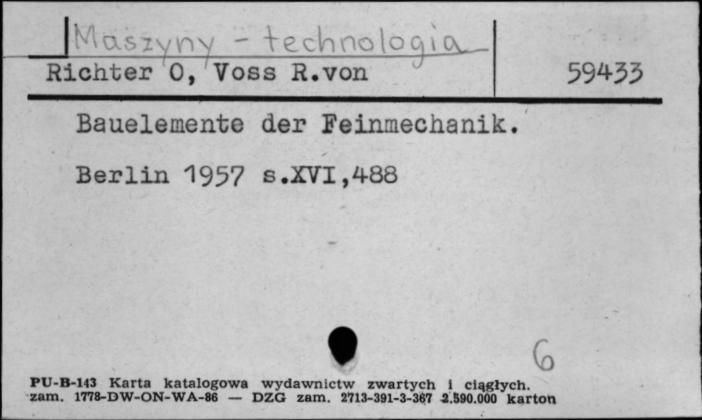 Maszyny - technologia
Richter O, Voss R.von 59433
Bauelemente der Feinmechanik.
Berlin 1957 s.XVI,488
6
PU-B-143 Karta katalogowa wydawnictw zwartych i ciągłych.
zam. 1778-DW-ON-WA-86 — DZG zam. 2713-391-3-367 2.590.000 karton